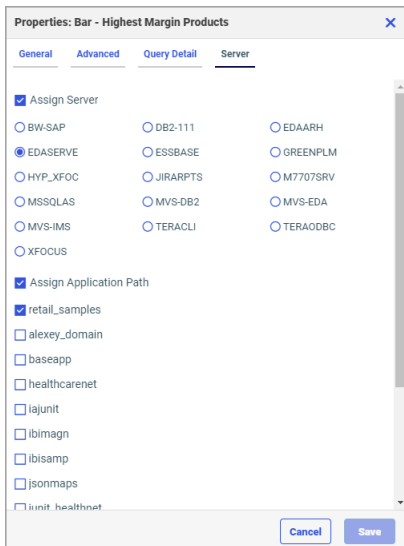 Properties: Bar - Highest Margin Products
General Advanced Query Detail Server
Assign Server
BW-SAP DB2-111 EDAARH
EDASERVE ESSBASE GREENPLM
HYP_XFOC JIRARPTS M7707SRV
MSSQLAS MVS-DB2 MVS-EDA
MVS-IMS TERACLI TERAODBC
XFOCUS
Assign Application Path
retail_samples
alexey_domain
baseapp
healthcarenet
iajunit
ibimagn
ibisamp
jsonmaps
junit_healthnet
Cancel Save